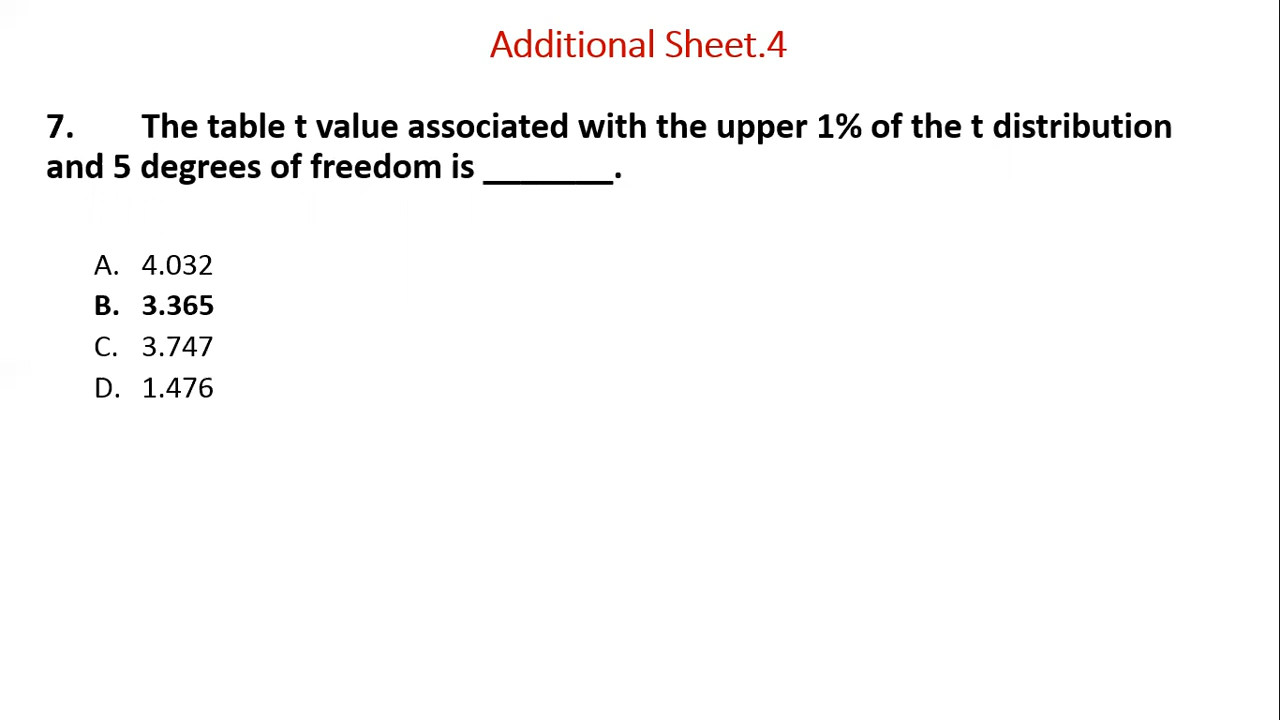 Additional Sheet.4
7. The table t value associated with the upper 1% of the t distribution
and 5 degrees of freedom is _______.
A. 4.032
B. 3.365
C. 3.747
D. 1.476